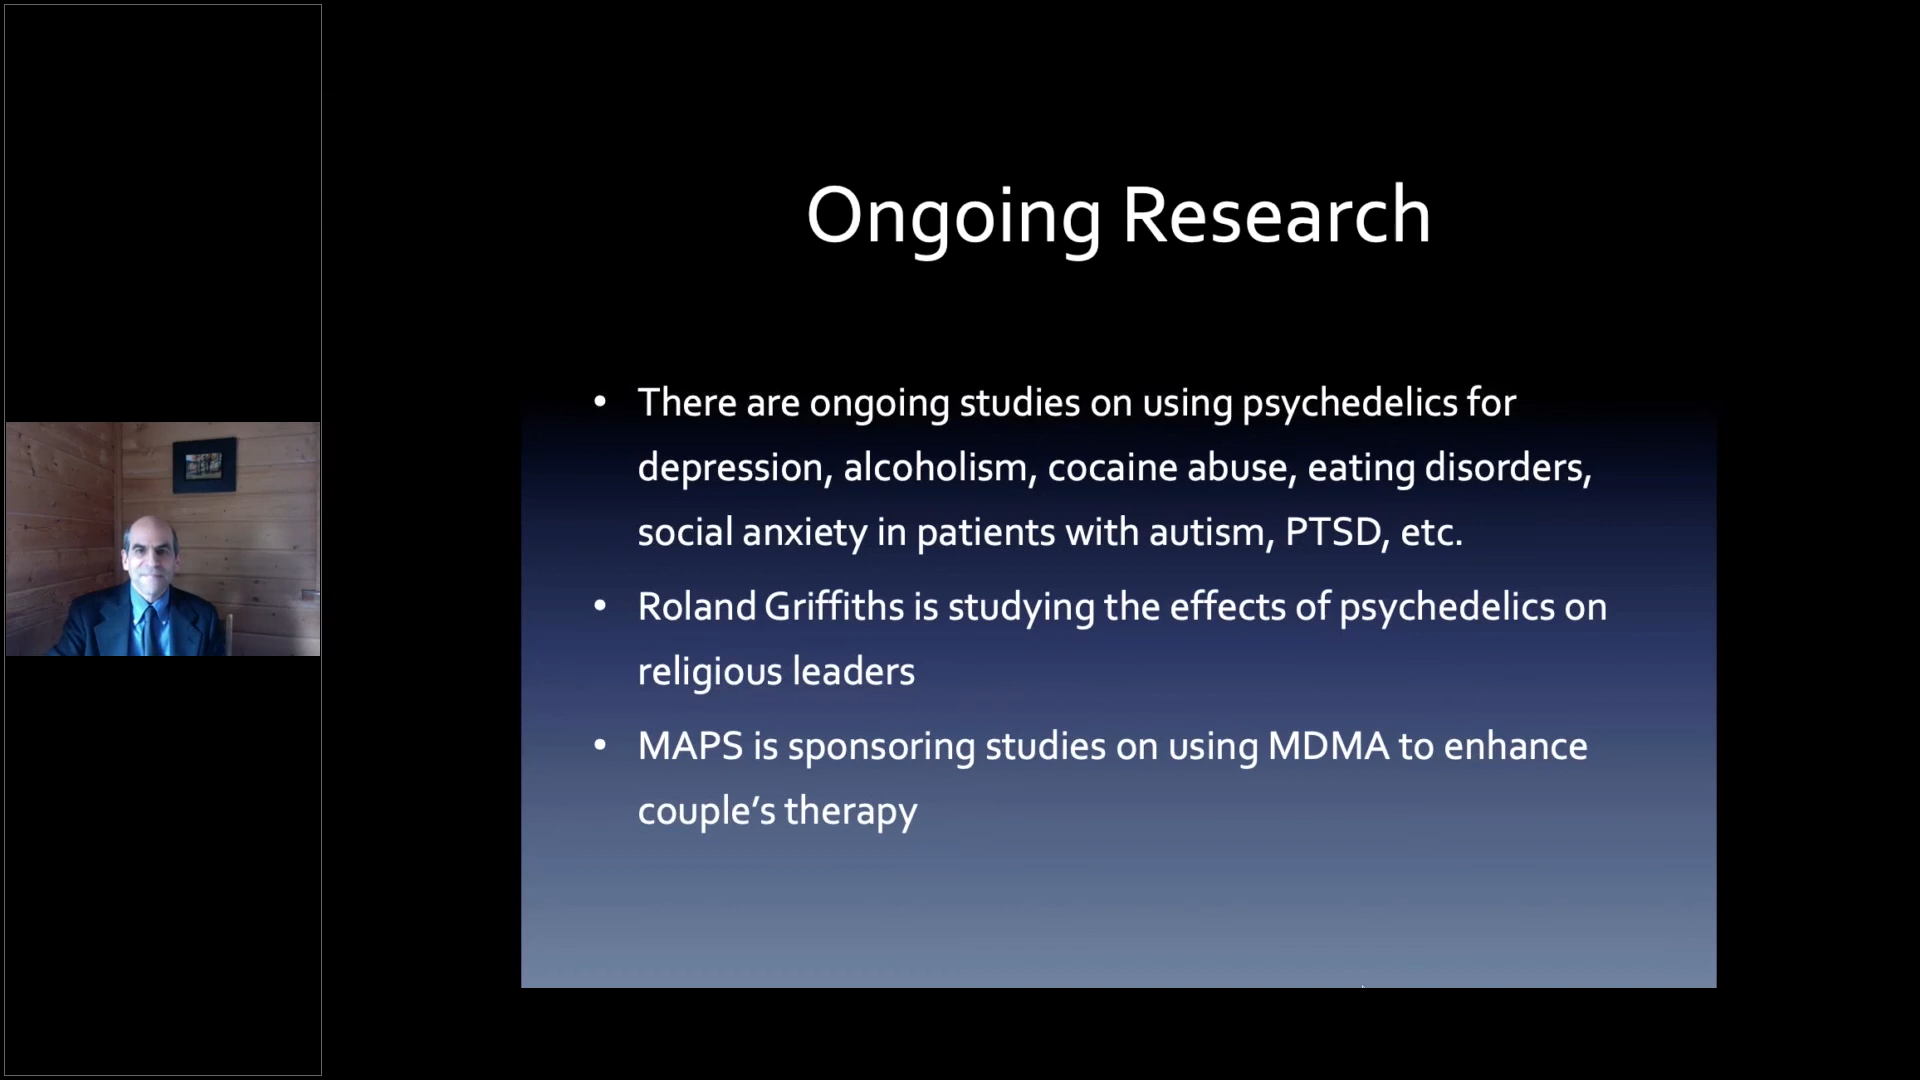 Ongoing Research
• There are ongoing studies on using psychedelics for
depression, alcoholism, cocaine abuse, eating disorders,
social anxiety in patients with autism, PTSD, etc.
• Roland Griffiths is studying the effects of psychedelics on
religious leaders
• MAPS is sponsoring studies on using MDMA to enhance
couple’s therapy